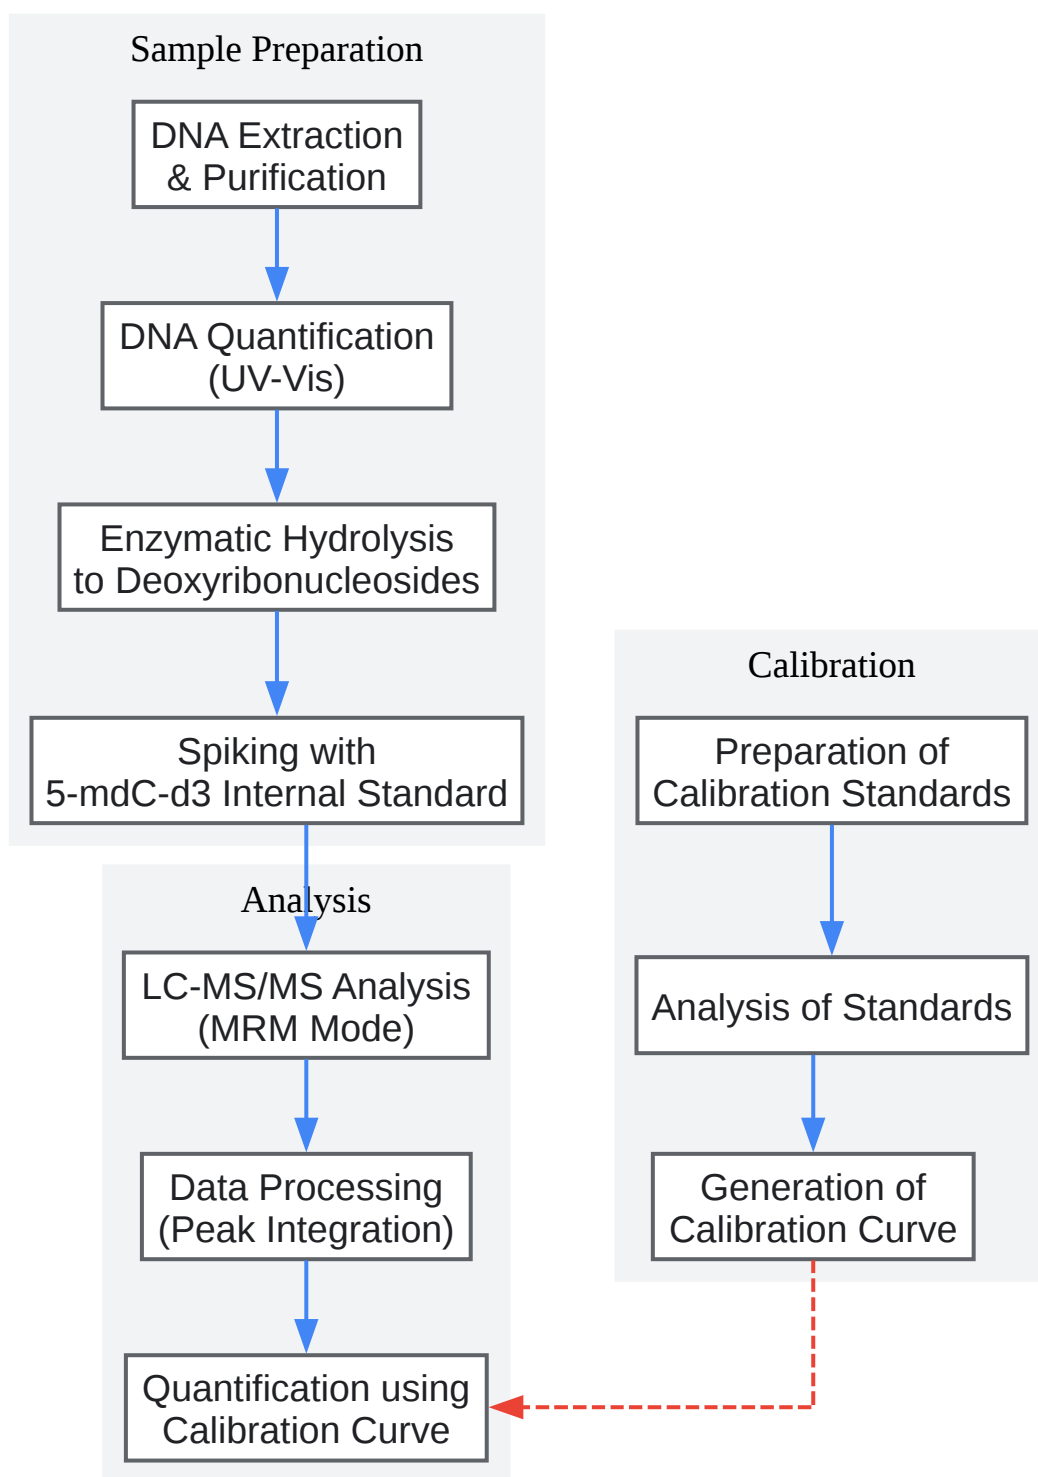 Sample Preparation
DNA Extraction
& Purification
DNA Quantification
(UV-Vis)
Enzymatic Hydrolysis
to Deoxyribonucleosides
Spiking with
5-mdC-d3 Internal Standard
Analysis
LC-MS/MS Analysis
(MRM Mode)
Data Processing
(Peak Integration)
Quantification using
Calibration Curve
Calibration
Preparation of
Calibration Standards
Analysis of Standards
Generation of
Calibration Curve